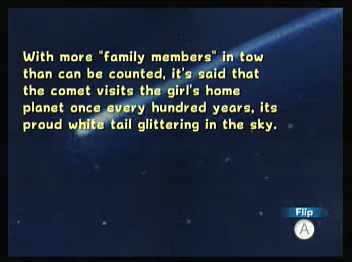 With more "family members" in tow
than can be counted, it's said that
the comet visits the girl's home
planet once every hundred years, its
proud white tail glittering in the sky.
Flip
A